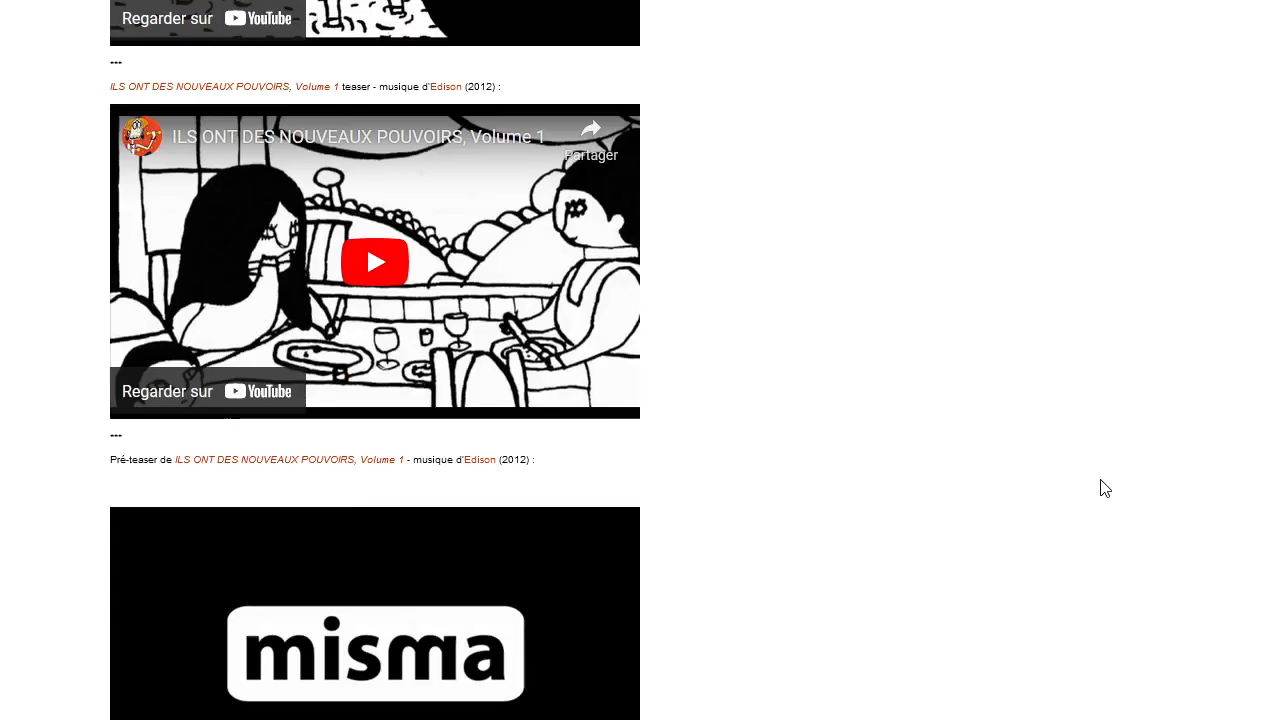 Regarder sur YouTube
---
ILS ONT DES NOUVEAUX POUVOIRS, Volume 1 teaser - musique d'Edison (2012) :
ILS ONT DES NOUVEAUX POUVOIRS, Volume 1
Partager
Regarder sur YouTube
---
Pré-teaser de ILS ONT DES NOUVEAUX POUVOIRS, Volume 1 - musique d'Edison (2012) :
misma